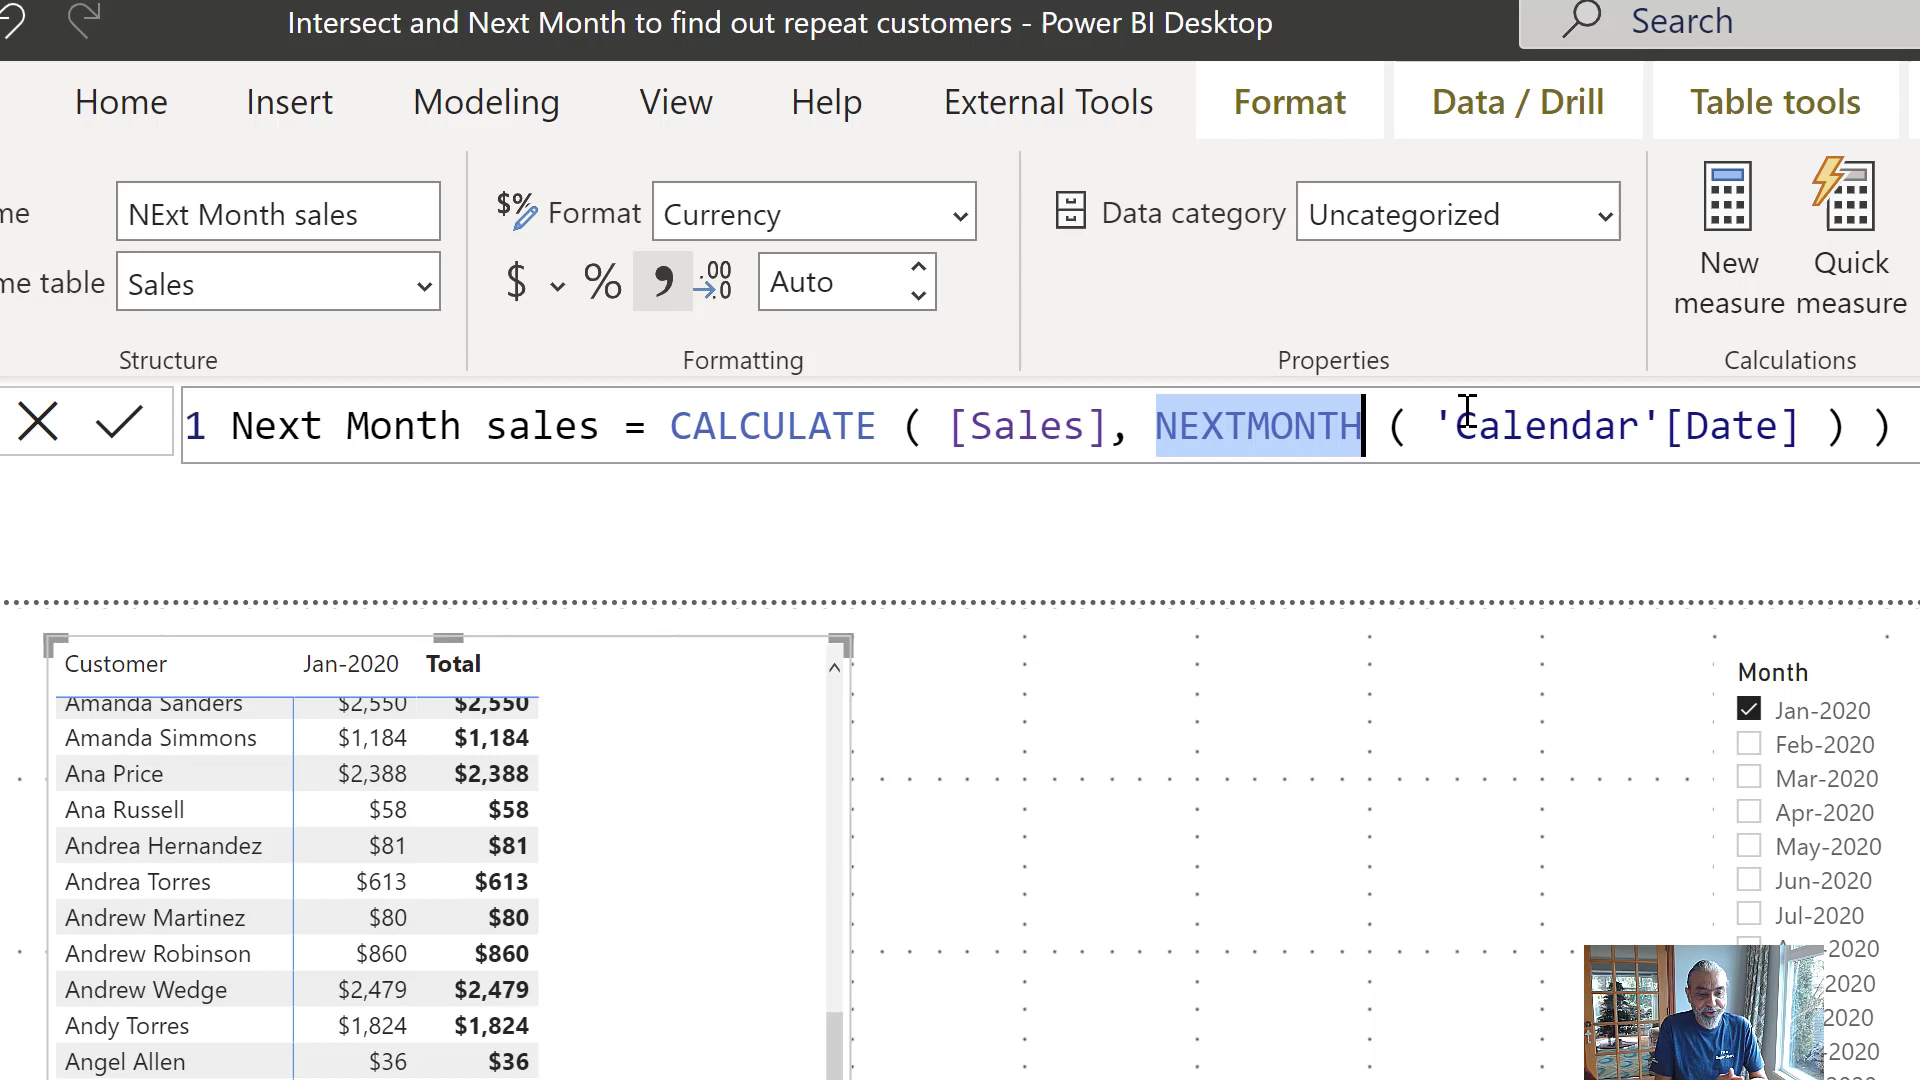 Intersect and Next Month to find out repeat customers - Power BI Desktop
Search
Home Insert Modeling View Help External Tools Format Data / Drill Table tools
me NExt Month sales
$% Format Currency
Data category Uncategorized
me table Sales
$ % , .00 .0 Auto
New measure
Quick measure
Structure Formatting Properties Calculations
1 Next Month sales = CALCULATE ( [Sales], NEXTMONTH ( 'Calendar'[Date] ) )
Customer Jan-2020 Total
Amanda Sanders $2,550 $2,550
Amanda Simmons $1,184 $1,184
Ana Price $2,388 $2,388
Ana Russell $58 $58
Andrea Hernandez $81 $81
Andrea Torres $613 $613
Andrew Martinez $80 $80
Andrew Robinson $860 $860
Andrew Wedge $2,479 $2,479
Andy Torres $1,824 $1,824
Angel Allen $36 $36
Month
Jan-2020
Feb-2020
Mar-2020
Apr-2020
May-2020
Jun-2020
Jul-2020
-2020
2020
2020
-2020